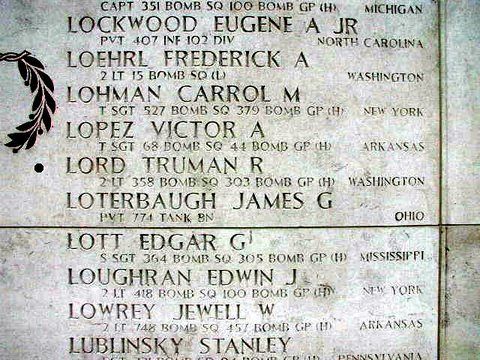 CAPT 351 BOMB SQ 100 BOMB GP (H) MICHIGAN
LOCKWOOD EUGENE A JR
PVT 407 INF 102 DIV NORTH CAROLINA
LOEHRL FREDERICK A
2 LT 15 BOMB SQ (L) WASHINGTON
LOHMAN CARROL M
T SGT 527 BOMB SQ 379 BOMB GP (H) NEW YORK
LOPEZ VICTOR A
T SGT 68 BOMB SQ 44 BOMB GP (H) ARKANSAS
LORD TRUMAN R
2 LT 358 BOMB SQ 303 BOMB GP (H) WASHINGTON
LOTERBAUGH JAMES G
PVT 774 TANK BN OHIO
LOTT EDGAR G
S SGT 364 BOMB SQ 305 BOMB GP (H) MISSISSIPPI
LOUGHRAN EDWIN J
2 LT 418 BOMB SQ 100 BOMB GP (H) NEW YORK
LOWREY JEWELL W
2 LT 748 BOMB SQ 457 BOMB GP (H) ARKANSAS
LUBLINSKY STANLEY
BOMB SQ BOMB GP (H) PENNSYLVANIA